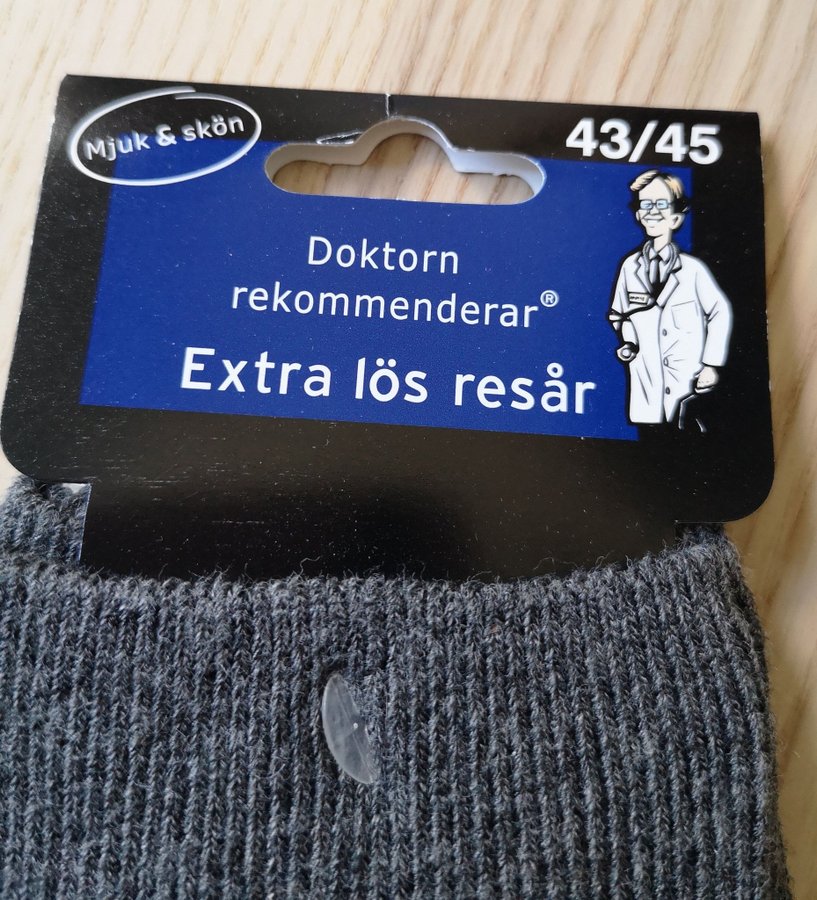 Mjuk & skön
43/45
Doktorn
rekommenderar®
Extra lös resår